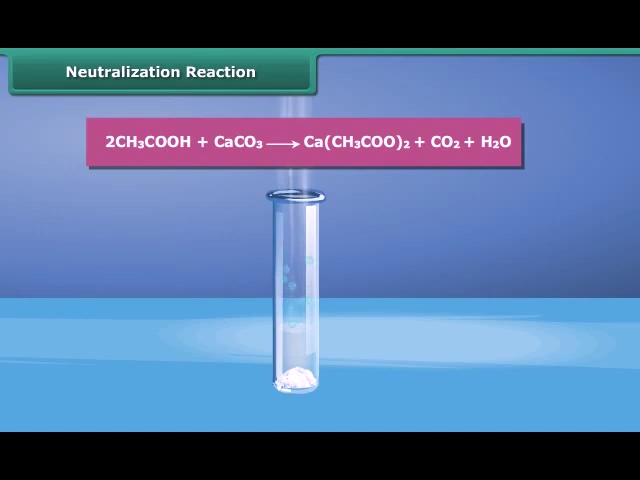 Neutralization Reaction
2CH₃COOH + CaCO₃ ⟶ Ca(CH₃COO)₂ + CO₂ + H₂O